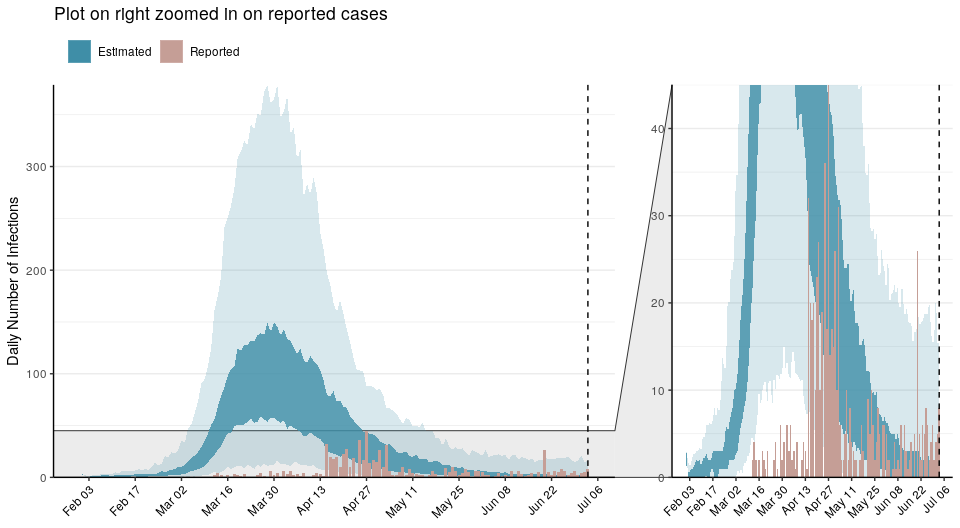 Plot on right zoomed in on reported cases
Estimated Reported
Daily Number of Infections
300
200
100
0
Feb 03 Feb 17 Mar 02 Mar 16 Mar 30 Apr 13 Apr 27 May 11 May 25 Jun 08 Jun 22 Jul 06
40
30
20
10
0
Feb 03 Feb 17 Mar 02 Mar 16 Mar 30 Apr 13 Apr 27 May 11 May 25 Jun 08 Jun 22 Jul 06